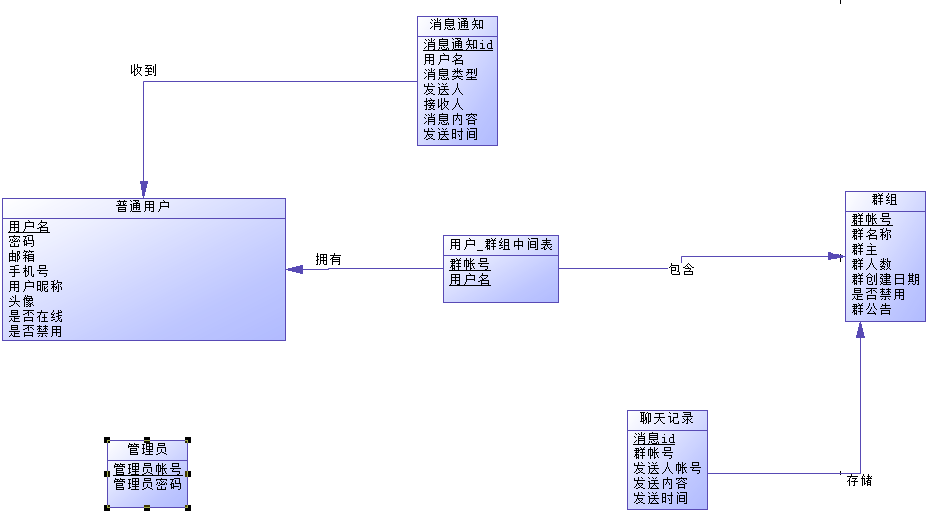 消息通知
消息通知id
用户名
消息类型
发送人
接收人
消息内容
发送时间
收到
普通用户
用户名
密码
邮箱
手机号
用户昵称
头像
是否在线
是否禁用
拥有
用户_群组中间表
群帐号
用户名
包含
群组
群帐号
群名称
群主
群人数
群创建日期
是否禁用
群公告
管理员
管理员帐号
管理员密码
聊天记录
消息id
群帐号
发送人帐号
发送内容
发送时间
存储